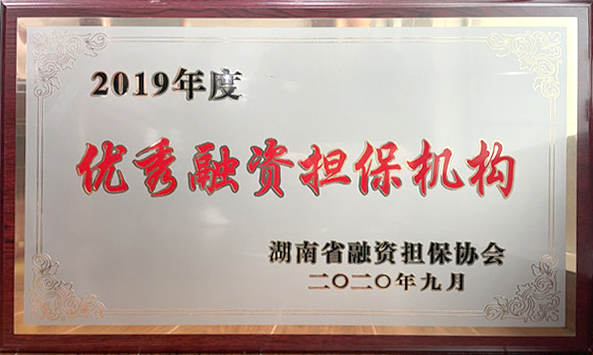 2019年度
优秀融资担保机构
湖南省融资担保协会
二〇二〇年九月